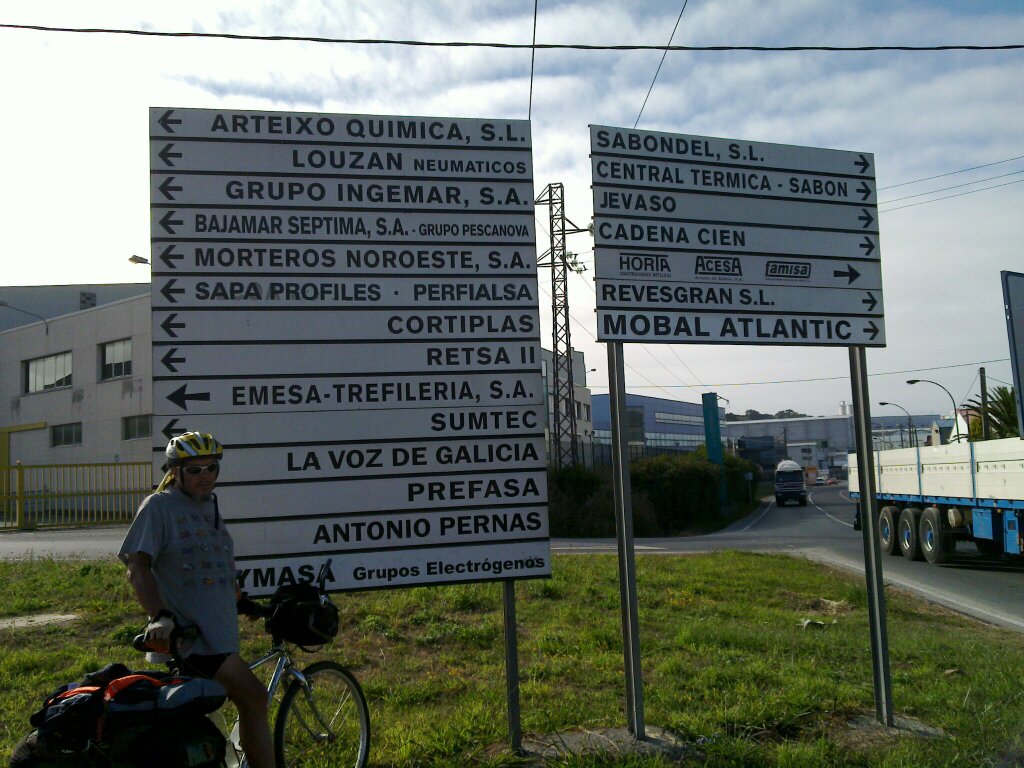 ARTEIXO QUIMICA, S.L.
LOUZAN NEUMATICOS
GRUPO INGEMAR, S.A.
BAJAMAR SEPTIMA, S.A. - GRUPO PESCANOVA
MORTEROS NOROESTE, S.A.
SAPA PROFILES · PERFIALSA
CORTIPLAS
RETSA II
EMESA-TREFILERIA, S.A.
SUMTEC
LA VOZ DE GALICIA
PREFASA
ANTONIO PERNAS
YMASA Grupos Electrógenos
SABONDEL, S.L.
CENTRAL TERMICA - SABON
JEVASO
CADENA CIEN
HORTA ACESA famisa
REVESGRAN S.L.
MOBAL ATLANTIC